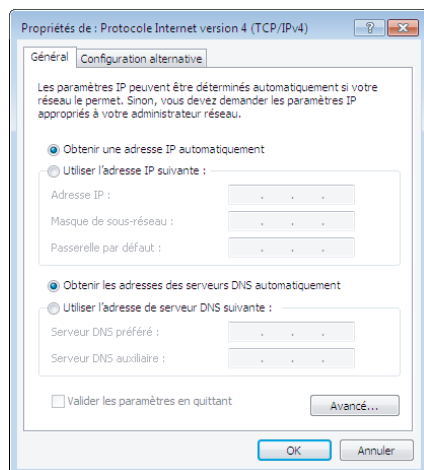 Propriétés de : Protocole Internet version 4 (TCP/IPv4)
Général
Configuration alternative
Les paramètres IP peuvent être déterminés automatiquement si votre
réseau le permet. Sinon, vous devez demander les paramètres IP
appropriés à votre administrateur réseau.
Obtenir une adresse IP automatiquement
Utiliser l'adresse IP suivante :
Adresse IP :
Masque de sous-réseau :
Passerelle par défaut :
Obtenir les adresses des serveurs DNS automatiquement
Utiliser l'adresse de serveur DNS suivante :
Serveur DNS préféré :
Serveur DNS auxiliaire :
Valider les paramètres en quittant
Avancé...
OK
Annuler